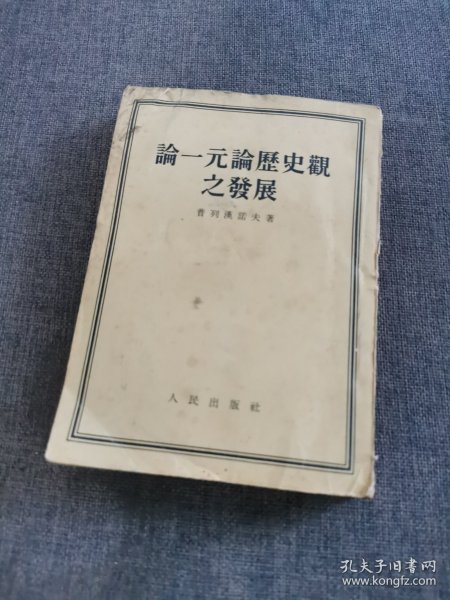 論一元論歷史觀
之發展
普列漢諾夫著
人民出版社
孔夫子旧书网
www.kongfz.com